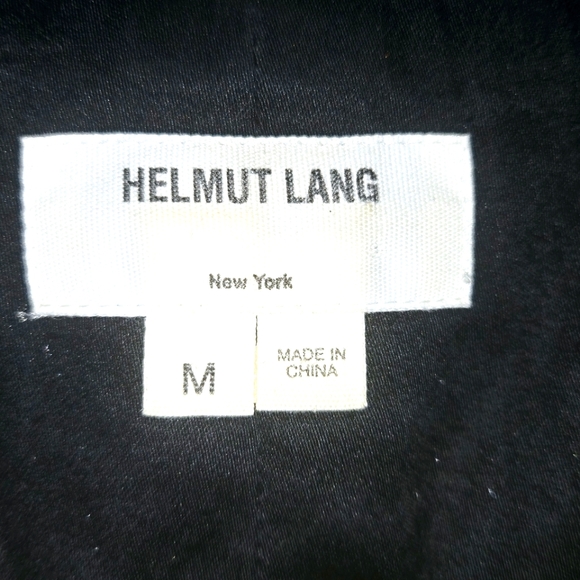 HELMUT LANG
New York
M
MADE IN
CHINA